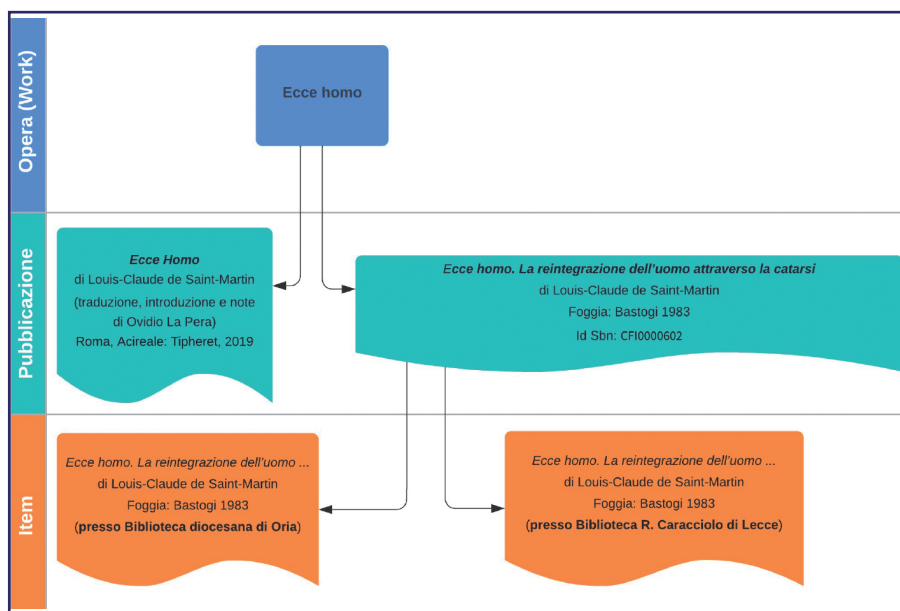 Opera (Work)
Ecce homo
Pubblicazione
Ecce Homo
di Louis-Claude de Saint-Martin
(traduzione, introduzione e note
di Ovidio La Pera)
Roma, Acireale: Tipheret, 2019
Ecce homo. La reintegrazione dell'uomo attraverso la catarsi
di Louis-Claude de Saint-Martin
Foggia: Bastogi 1983
Id Sbn: CFI0000602
Item
Ecce homo. La reintegrazione dell'uomo ...
di Louis-Claude de Saint-Martin
Foggia: Bastogi 1983
(presso Biblioteca diocesana di Oria)
Ecce homo. La reintegrazione dell'uomo ...
di Louis-Claude de Saint-Martin
Foggia: Bastogi 1983
(presso Biblioteca R. Caracciolo di Lecce)